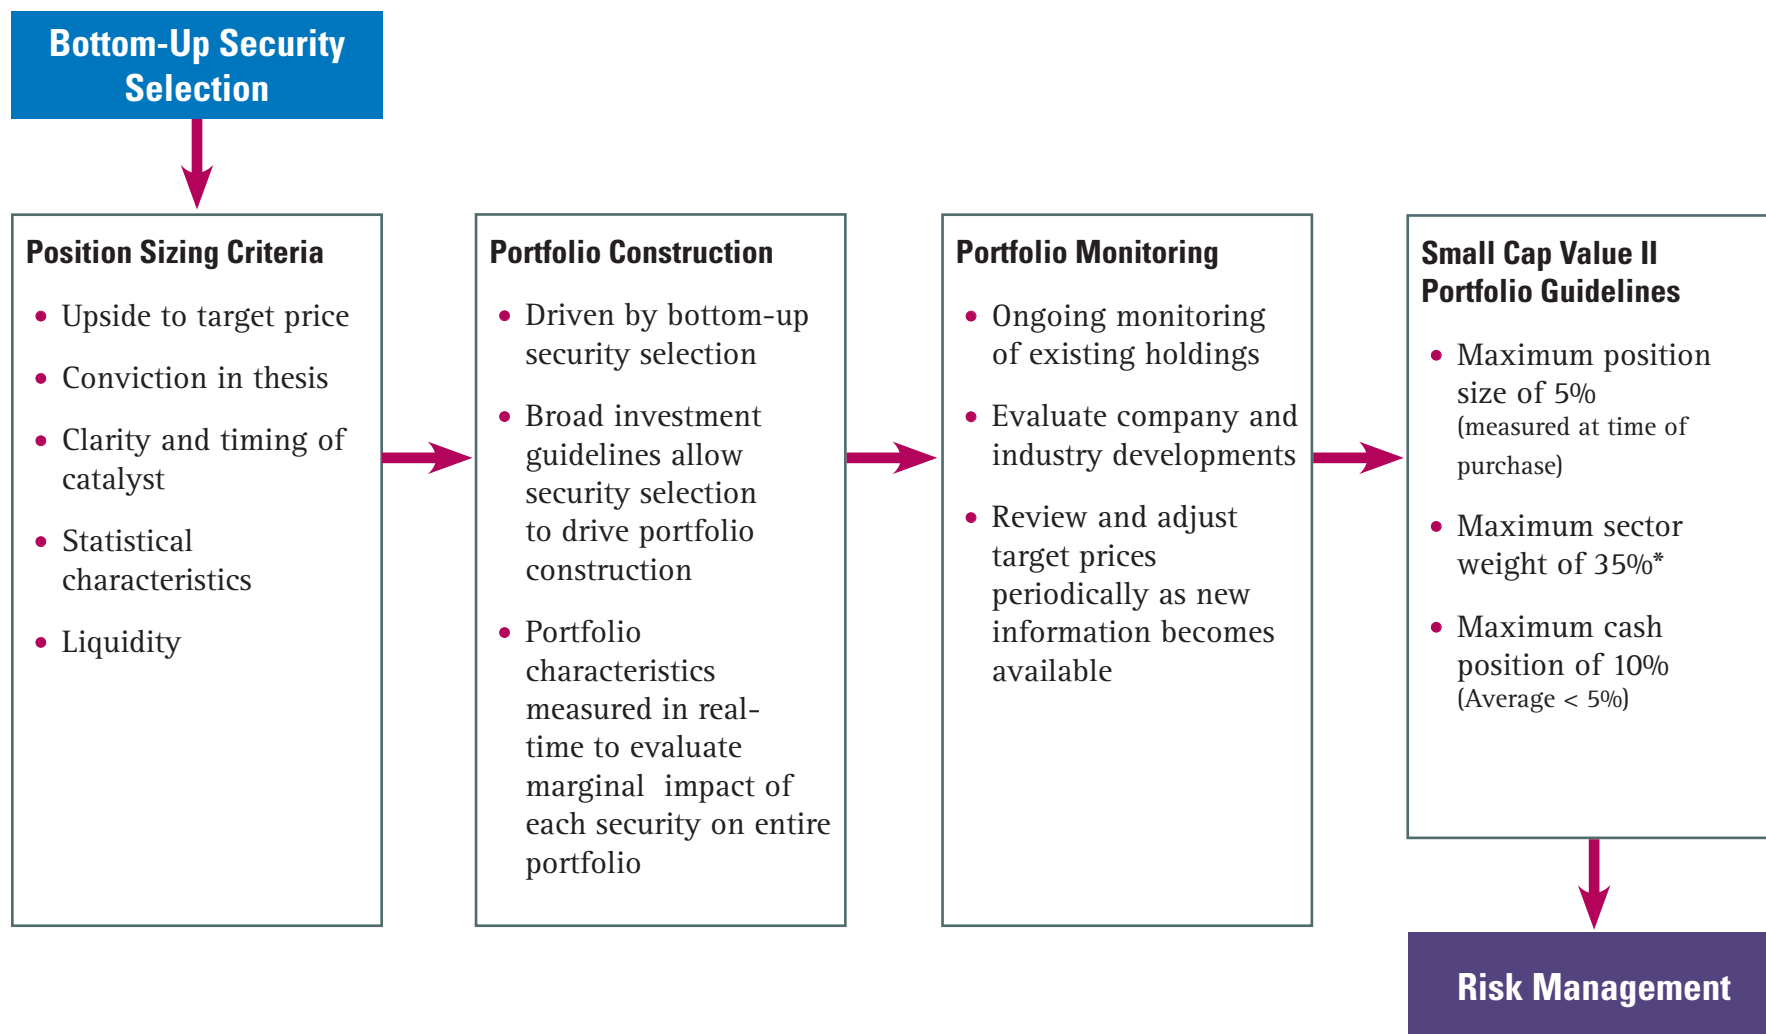 Bottom-Up Security
Selection
Position Sizing Criteria
• Upside to target price
• Conviction in thesis
• Clarity and timing of
catalyst
• Statistical
characteristics
• Liquidity
Portfolio Construction
• Driven by bottom-up
security selection
• Broad investment
guidelines allow
security selection
to drive portfolio
construction
• Portfolio
characteristics
measured in real-
time to evaluate
marginal  impact of
each security on entire
portfolio
Portfolio Monitoring
• Ongoing monitoring
of existing holdings
• Evaluate company and
industry developments
• Review and adjust
target prices
periodically as new
information becomes
available
Small Cap Value II
Portfolio Guidelines
• Maximum position
size of 5%
(measured at time of
purchase)
• Maximum sector
weight of 35%*
• Maximum cash
position of 10%
(Average < 5%)
Risk Management